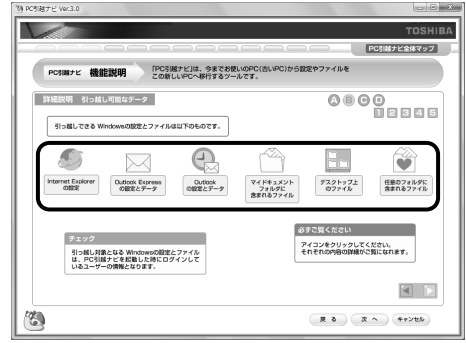 PC引越ナビ Ver.3.0
TOSHIBA
PC引越ナビ全体マップ
PC引越ナビ 機能説明
「PC引越ナビ」は、今までお使いのPC(古いPC)から設定やファイルを
この新しいPCへ移行するツールです。
詳細説明 引っ越し可能なデータ
A B C D
1 2 3 4 5
引っ越しできる Windowsの設定とファイルは以下のものです。
Internet Explorer
の設定
Outlook Express
の設定とデータ
Outlook
の設定とデータ
マイドキュメント
フォルダに
含まれるファイル
デスクトップ上
のファイル
任意のフォルダに
含まれるファイル
チェック
引っ越し対象となる Windowsの設定とファイル
は、PC引越ナビを起動した時にログインして
いるユーザーの情報となります。
必ずご覧ください
アイコンをクリックしてください。
それぞれの内容の詳細がご覧になれます。
戻 る
次 へ
キャンセル